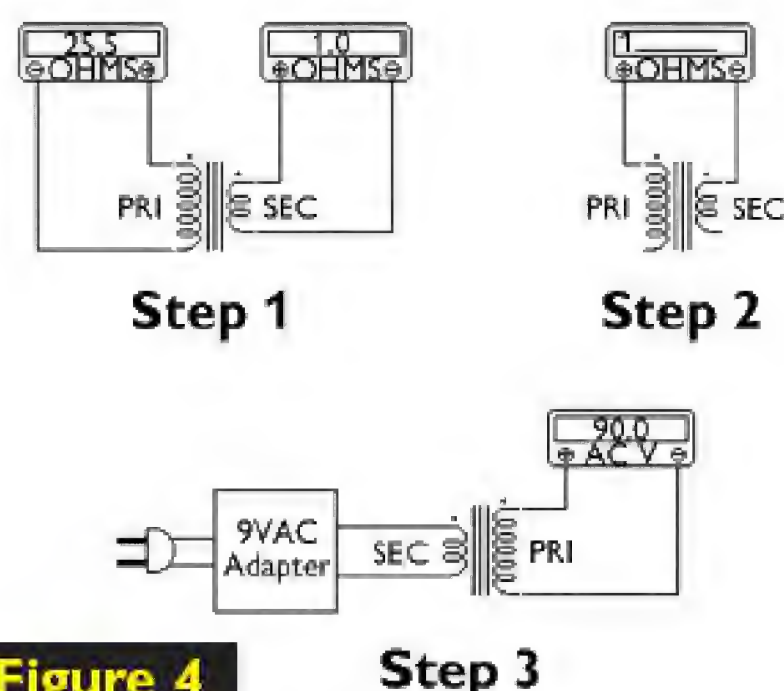 25.5
OHMS
1.0
OHMS
1
OHMS
PRI
SEC
PRI
SEC
Step 1
Step 2
90.0
AC V
9VAC
Adapter
SEC
PRI
Step 3
Figure 4